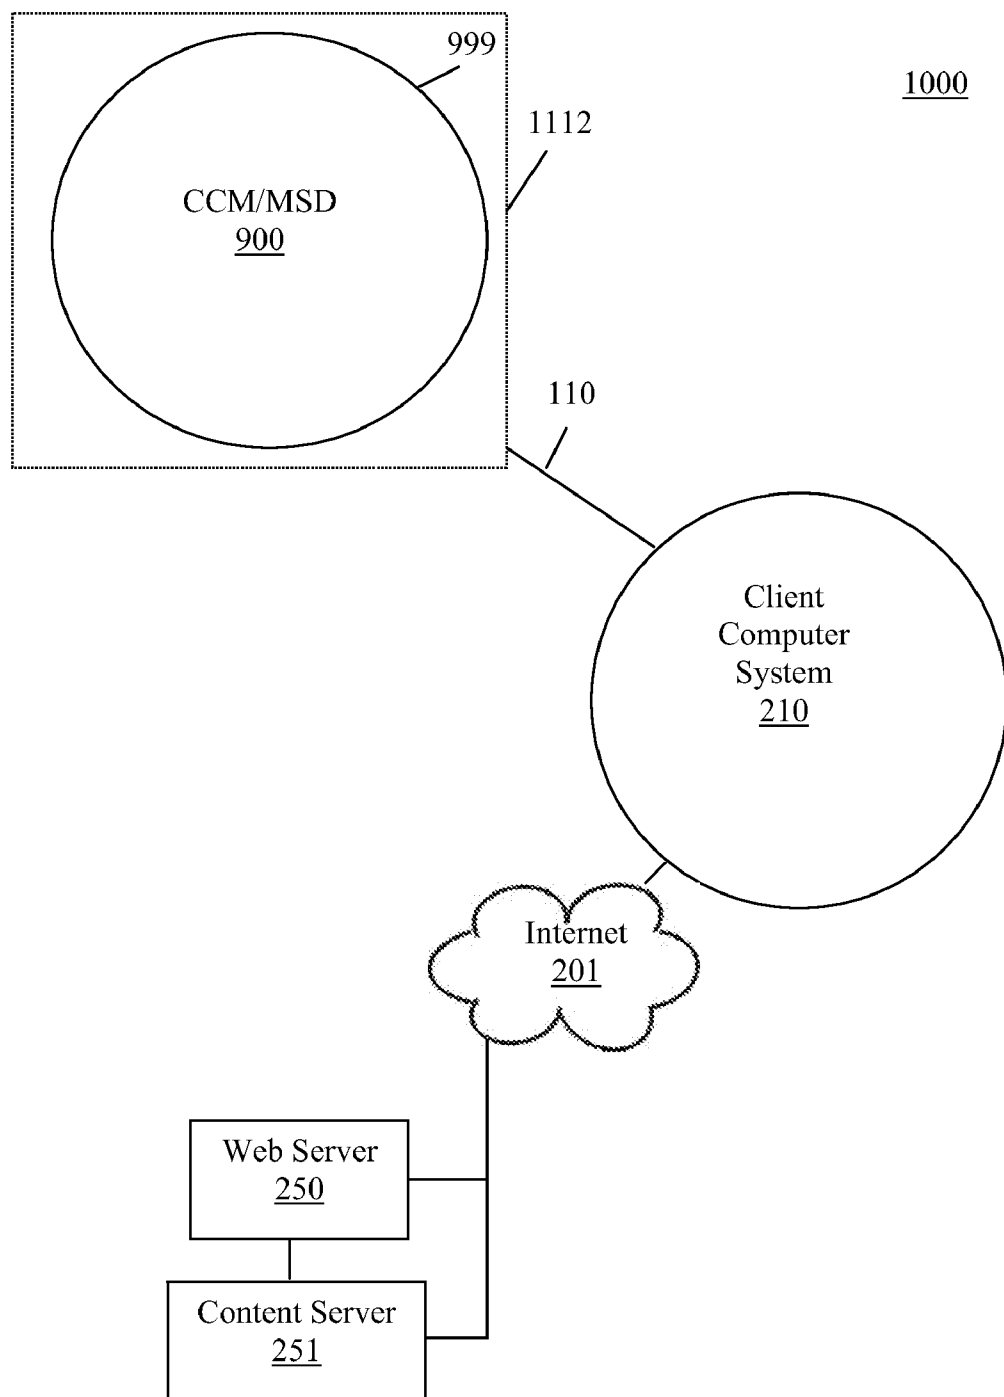 999
1000
1112
CCM/MSD
900
110
Client
Computer
System
210
Internet
201
Web Server
250
Content Server
251